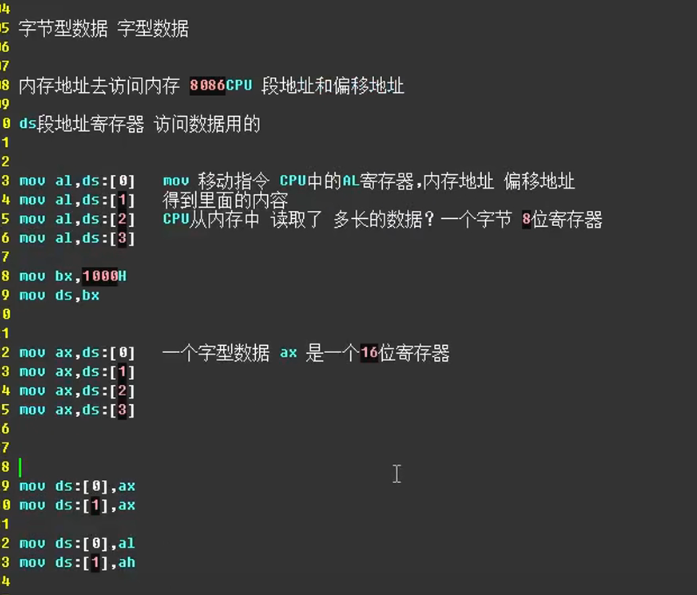 4
5 字节型数据 字型数据
6
7
8 内存地址去访问内存 8086CPU 段地址和偏移地址
9
0 ds段地址寄存器 访问数据用的
1
2
3 mov al,ds:[0] mov 移动指令 CPU中的AL寄存器,内存地址 偏移地址
4 mov al,ds:[1] 得到里面的内容
5 mov al,ds:[2] CPU从内存中 读取了 多长的数据？一个字节 8位寄存器
6 mov al,ds:[3]
7
8 mov bx,1000H
9 mov ds,bx
0
1
2 mov ax,ds:[0] 一个字型数据 ax 是一个16位寄存器
3 mov ax,ds:[1]
4 mov ax,ds:[2]
5 mov ax,ds:[3]
6
7
8
9 mov ds:[0],ax
0 mov ds:[1],ax
1
2 mov ds:[0],al
3 mov ds:[1],ah
4